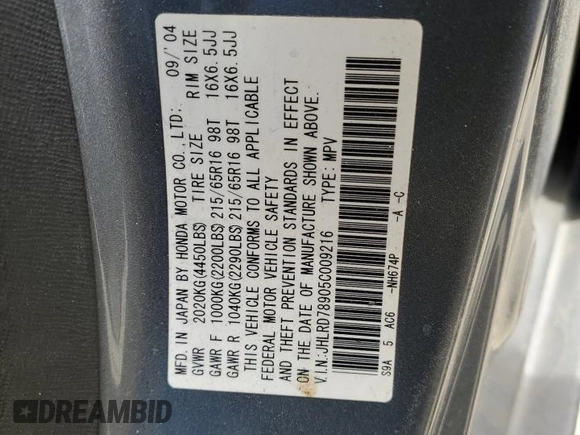 MFD. IN JAPAN BY HONDA MOTOR CO., LTD: 09/'04
GVWR 2020KG(4450LBS) TIRE SIZE RIM SIZE
GAWR F 1000KG(2200LBS) 215/65R16 98T 16X6.5JJ
GAWR R 1040KG(2290LBS) 215/65R16 98T 16X6.5JJ
THIS VEHICLE CONFORMS TO ALL APPLICABLE
FEDERAL MOTOR VEHICLE SAFETY
AND THEFT PREVENTION STANDARDS IN EFFECT
ON THE DATE OF MANUFACTURE SHOWN ABOVE.
V.I.N.:JHLRD78905C009216 TYPE: MPV
S9A 5 AC6 -NH674P -A -C
DREAMBID